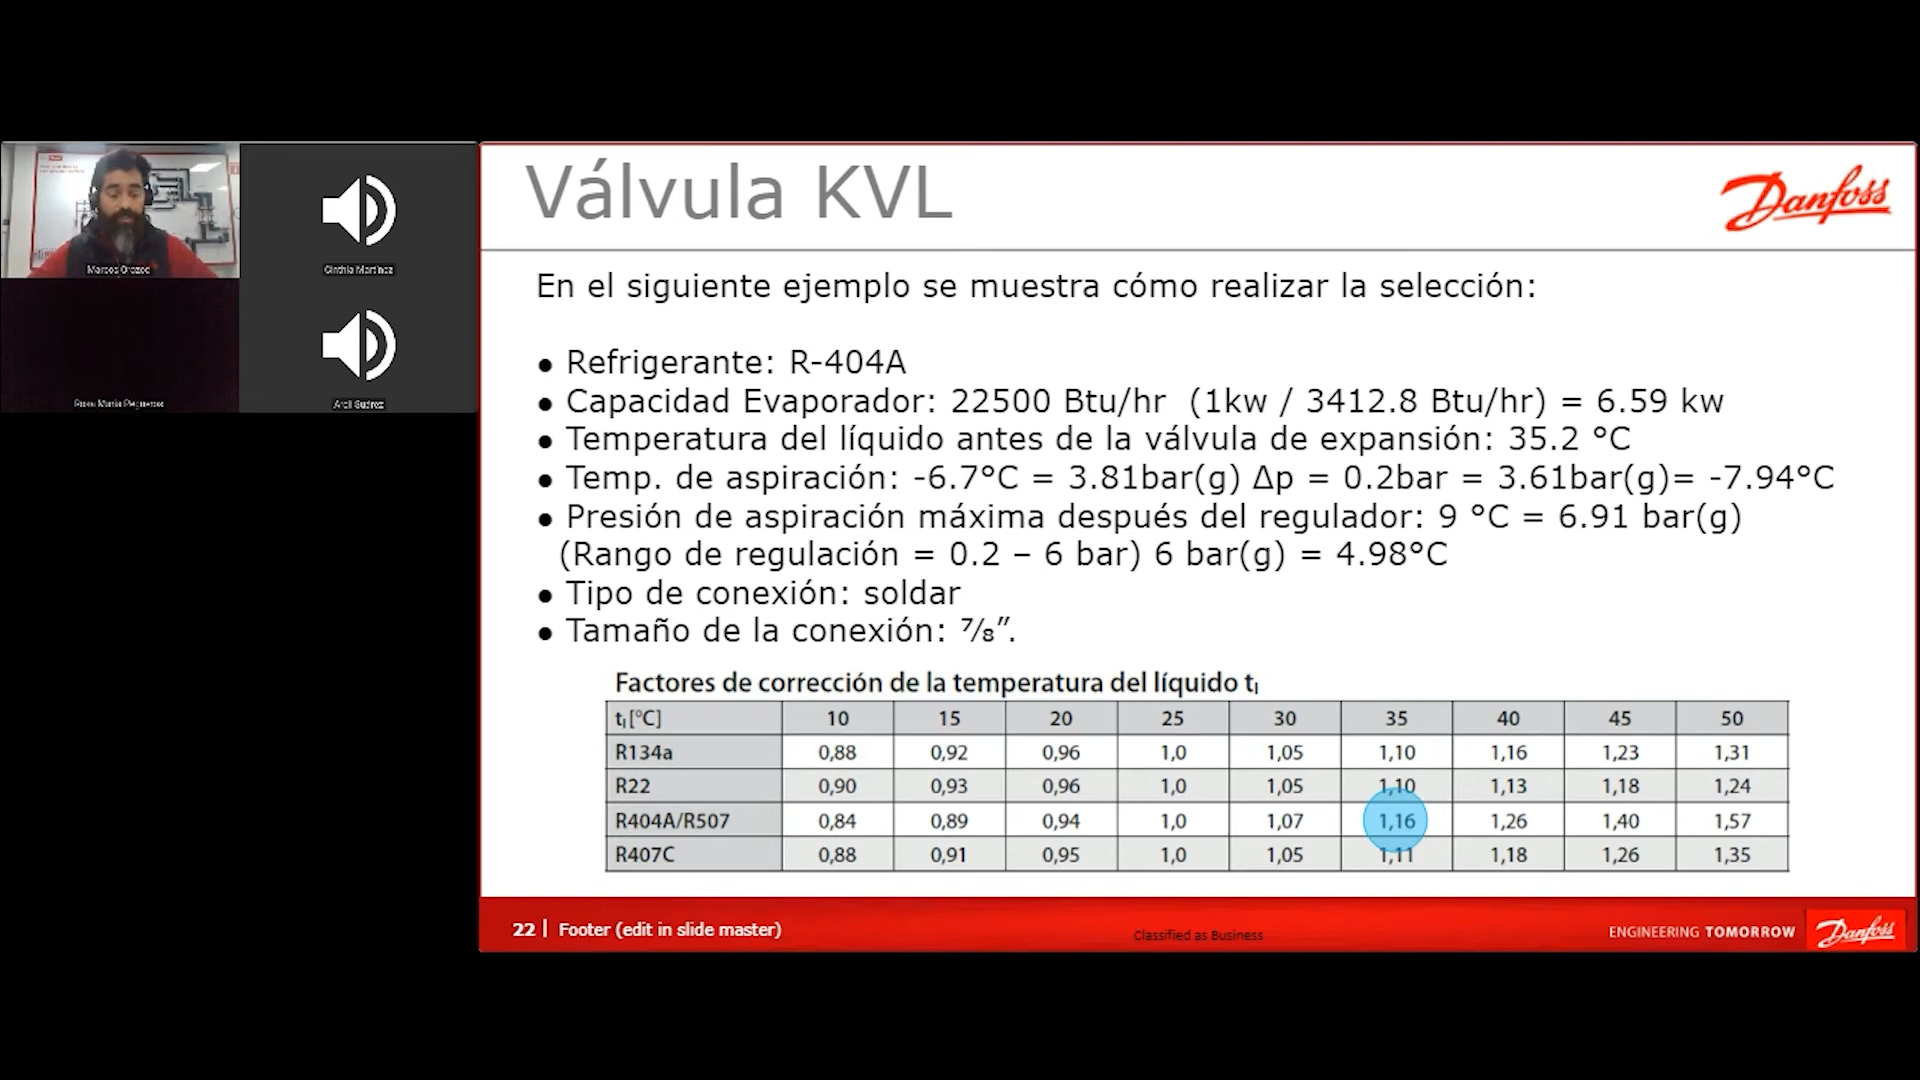 Marcos Orozco
Cinthia Martinez
Rosa Maria Pegueros
Areli Suárez
Válvula KVL
Danfoss
En el siguiente ejemplo se muestra cómo realizar la selección:
● Refrigerante: R-404A
● Capacidad Evaporador: 22500 Btu/hr (1kw / 3412.8 Btu/hr) = 6.59 kw
● Temperatura del líquido antes de la válvula de expansión: 35.2 °C
● Temp. de aspiración: -6.7°C = 3.81bar(g) Δp = 0.2bar = 3.61bar(g)= -7.94°C
● Presión de aspiración máxima después del regulador: 9 °C = 6.91 bar(g)
(Rango de regulación = 0.2 – 6 bar) 6 bar(g) = 4.98°C
● Tipo de conexión: soldar
● Tamaño de la conexión: ⅞”.
Factores de corrección de la temperatura del líquido tl
tl [°C] 10 15 20 25 30 35 40 45 50
R134a 0,88 0,92 0,96 1,0 1,05 1,10 1,16 1,23 1,31
R22 0,90 0,93 0,96 1,0 1,05 1,10 1,13 1,18 1,24
R404A/R507 0,84 0,89 0,94 1,0 1,07 1,16 1,26 1,40 1,57
R407C 0,88 0,91 0,95 1,0 1,05 1,11 1,18 1,26 1,35
22 | Footer (edit in slide master)
Classified as Business
ENGINEERING TOMORROW
Danfoss